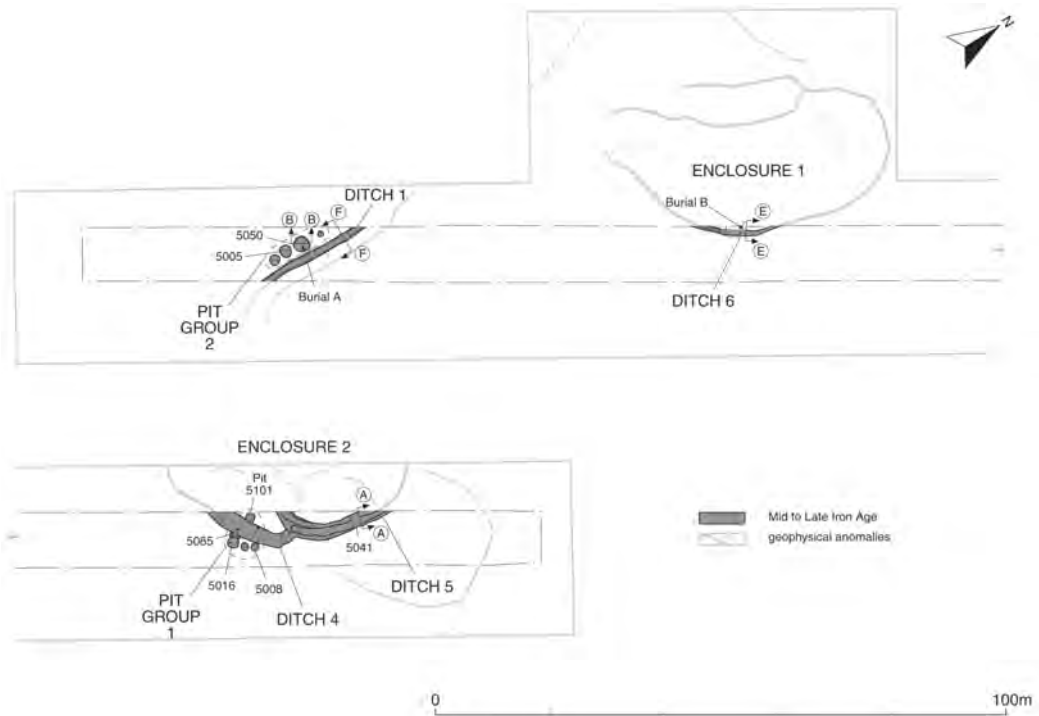 N
ENCLOSURE 1
DITCH 1
Burial B
E
B
B
F
5050
5005
F
E
Burial A
DITCH 6
PIT
GROUP
2
ENCLOSURE 2
Pit
5101
A
Mid to Late Iron Age
5065
A
geophysical anomalies
5041
5016
5008
DITCH 5
PIT
GROUP
1
DITCH 4
0
100m